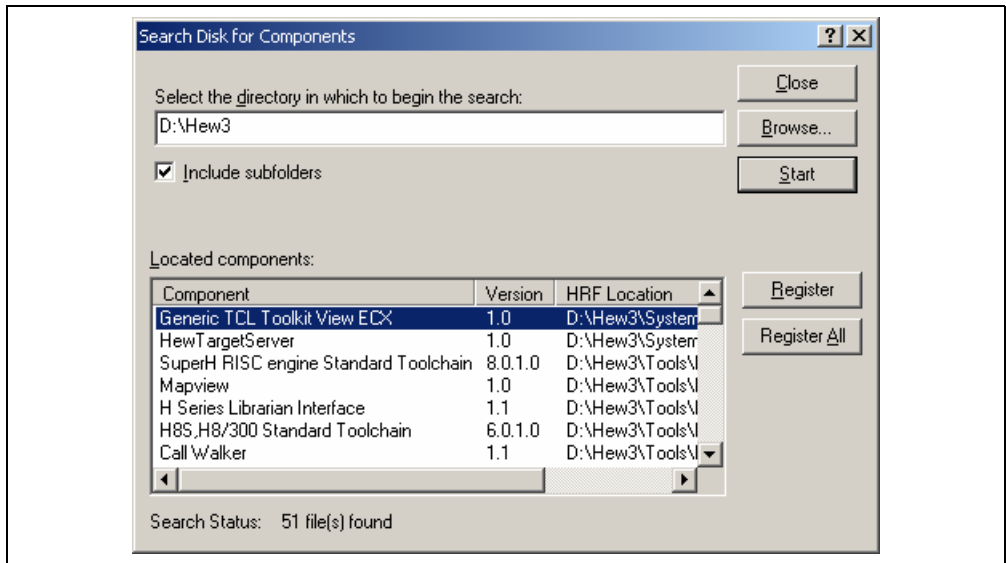 Search Disk for Components
Close
Select the directory in which to begin the search:
D:\Hew3
Browse...
Include subfolders
Start
Located components:
Component Version HRF Location
Generic TCL Toolkit View ECX 1.0 D:\Hew3\System
HewTargetServer 1.0 D:\Hew3\System
SuperH RISC engine Standard Toolchain 8.0.1.0 D:\Hew3\Tools\
Mapview 1.0 D:\Hew3\Tools\
H Series Librarian Interface 1.1 D:\Hew3\Tools\
H8S,H8/300 Standard Toolchain 6.0.1.0 D:\Hew3\Tools\
Call Walker 1.1 D:\Hew3\Tools\
Register
Register All
Search Status: 51 file(s) found